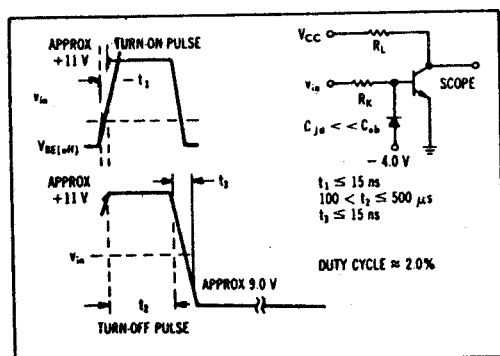 APPROX
+11 V
TURN-ON PULSE
t₁
Vin
VBE(off)
APPROX
+11 V
t₃
Vin
APPROX 9.0 V
t₂
TURN-OFF PULSE
VCC
RL
SCOPE
Vin
RK
Cjd << Cob
- 4.0 V
t₁ ≤ 15 ns
100 < t₂ ≤ 500 µs
t₃ ≤ 15 ns
DUTY CYCLE ≈ 2.0%